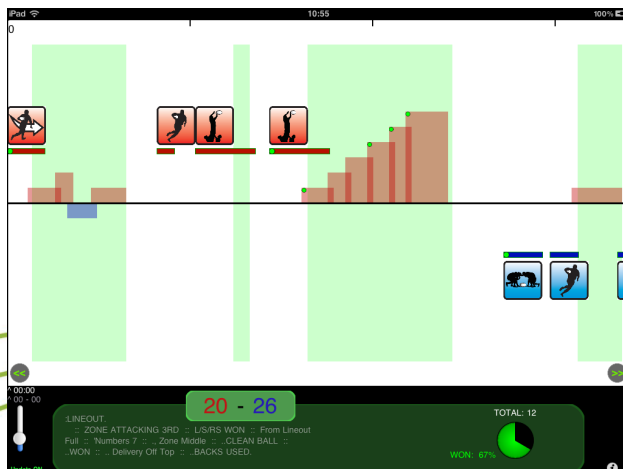 iPad 10:55 100%
0
<< >>
^ 00:00
^ 00 - 00
20 - 26
:LINEOUT..
:: ZONE ATTACKING 3RD :: L/S/RS WON :: From Lineout
Full :: 'Numbers 7 :: ., Zone Middle :: ..CLEAN BALL ::
..WON :: .. Delivery Off Top :: ..BACKS USED.
TOTAL: 12
WON: 67%